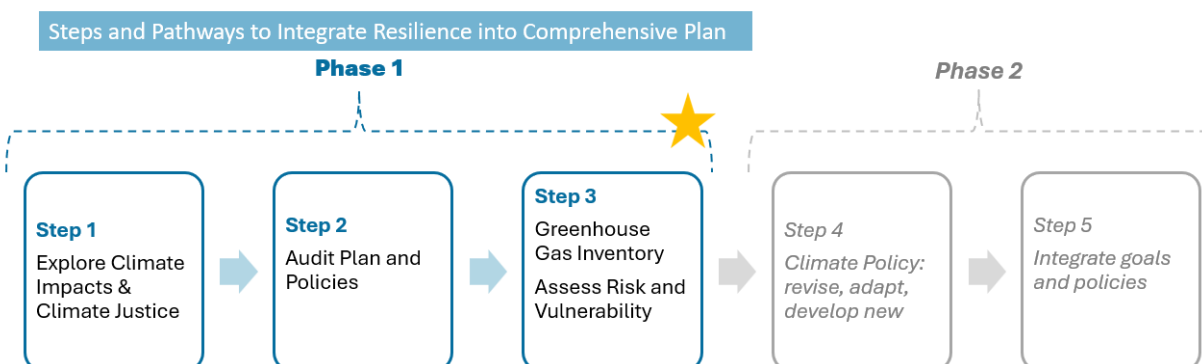 Steps and Pathways to Integrate Resilience into Comprehensive Plan
Phase 1
Phase 2
Step 1
Explore Climate
Impacts &
Climate Justice
Step 2
Audit Plan and
Policies
Step 3
Greenhouse
Gas Inventory
Assess Risk and
Vulnerability
Step 4
Climate Policy:
revise, adapt,
develop new
Step 5
Integrate goals
and policies